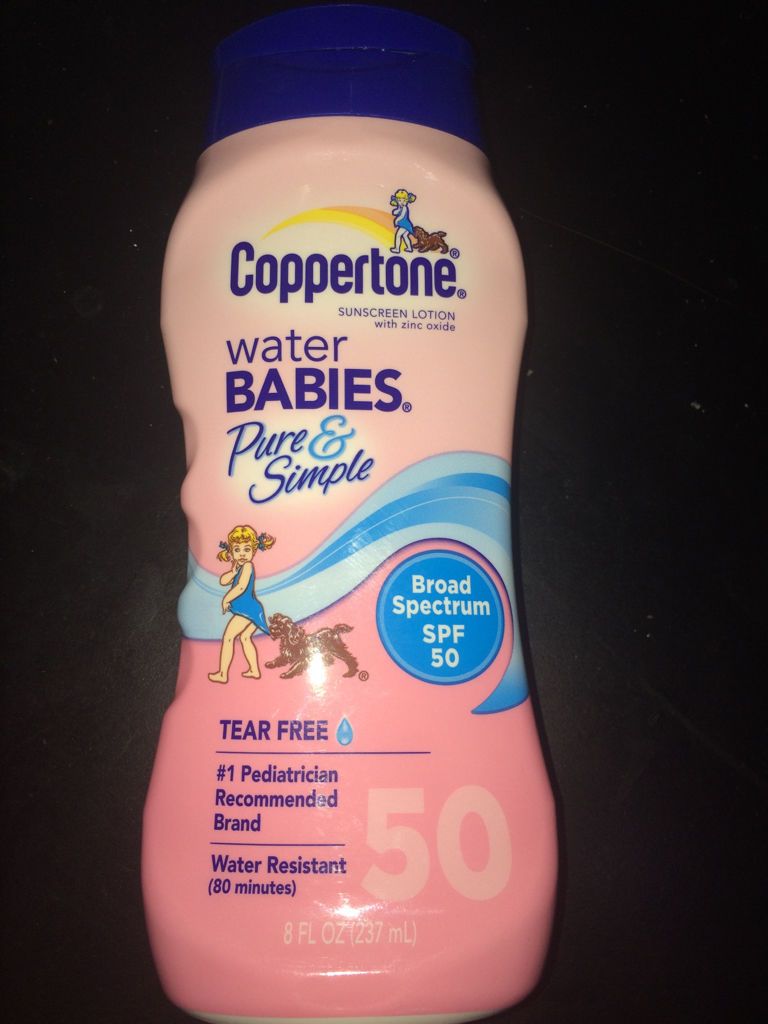 Coppertone®
SUNSCREEN LOTION
with zinc oxide
water
BABIES®
Pure &
Simple
Broad
Spectrum
SPF
50
®
TEAR FREE
#1 Pediatrician
Recommended
Brand
50
Water Resistant
(80 minutes)
8 FL OZ (237 mL)